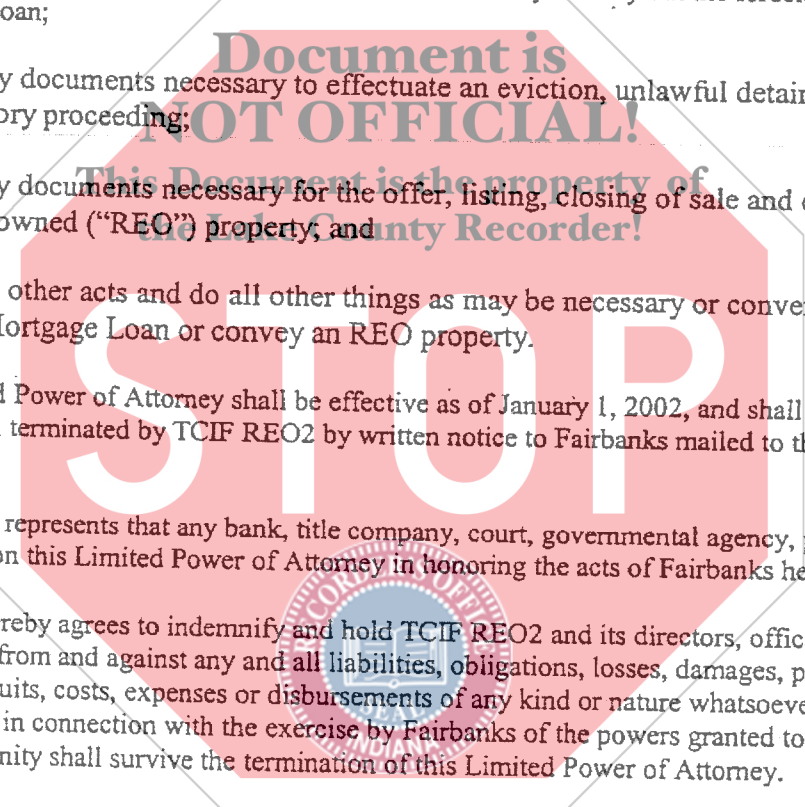 oan;
Document is
y documents necessary to effectuate an eviction, unlawful detain
ory proceeding;
NOT OFFICIAL!
This Document is the property of
y documents necessary for the offer, listing, closing of sale and
owned ("REO") property; and
the Lake County Recorder!
other acts and do all other things as may be necessary or conve
Mortgage Loan or convey an REO property.
STOP
d Power of Attorney shall be effective as of January 1, 2002, and shall
terminated by TCIF REO2 by written notice to Fairbanks mailed to th
represents that any bank, title company, court, governmental agency,
on this Limited Power of Attorney in honoring the acts of Fairbanks he
RECORDER'S OFFICE
reby agrees to indemnify and hold TCIF REO2 and its directors, offic
from and against any and all liabilities, obligations, losses, damages, p
uits, costs, expenses or disbursements of any kind or nature whatsoeve
SEAL
in connection with the exercise by Fairbanks of the powers granted to
INDIANA
nity shall survive the termination of this Limited Power of Attorney.